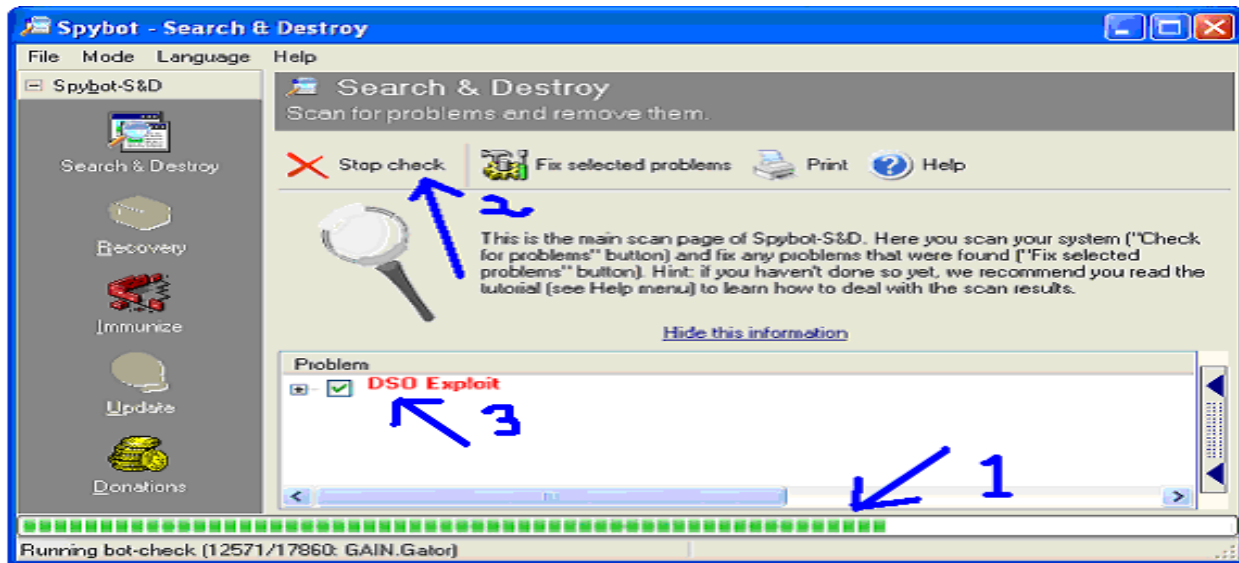 Spybot - Search & Destroy
File Mode Language Help
Spybot-S&D
Search & Destroy
Scan for problems and remove them.
Search & Destroy
Recovery
Immunize
Update
Donations
Stop check Fix selected problems Print Help
2
This is the main scan page of Spybot-S&D. Here you scan your system ("Check
for problems" button) and fix any problems that were found ("Fix selected
problems" button). Hint: if you haven't done so yet, we recommend you read the
tutorial (see Help menu) to learn how to deal with the scan results.
Hide this information
Problem
DSO Exploit
3
1
Running bot-check (12571/17860: GAIN.Gator)